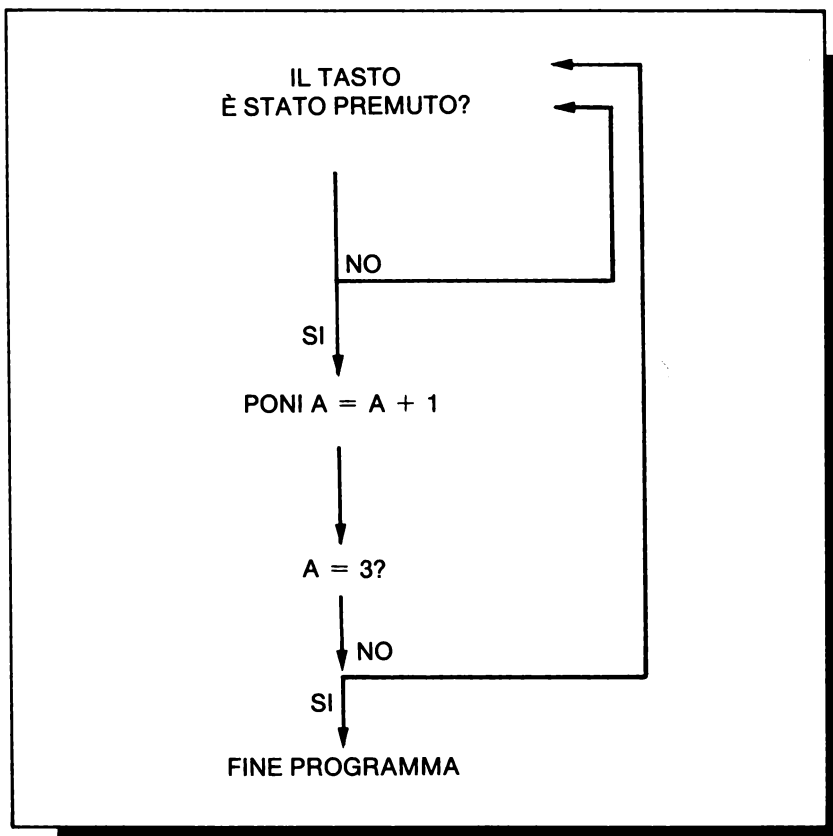 IL TASTO
È STATO PREMUTO?
NO
SI
PONI A = A + 1
A = 3?
NO
SI
FINE PROGRAMMA